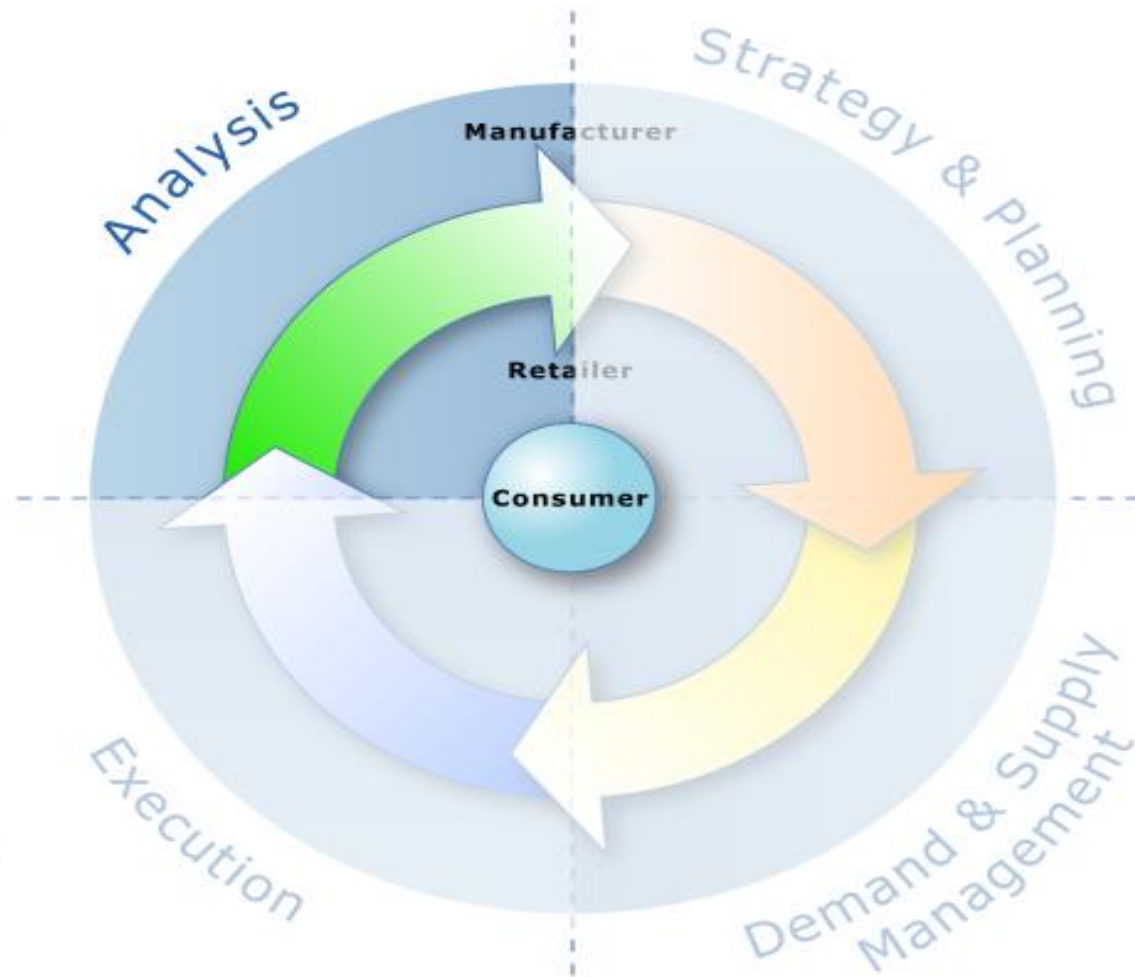 Analysis
Strategy & Planning
Manufacturer
Retailer
Consumer
Execution
Demand & Supply
Management